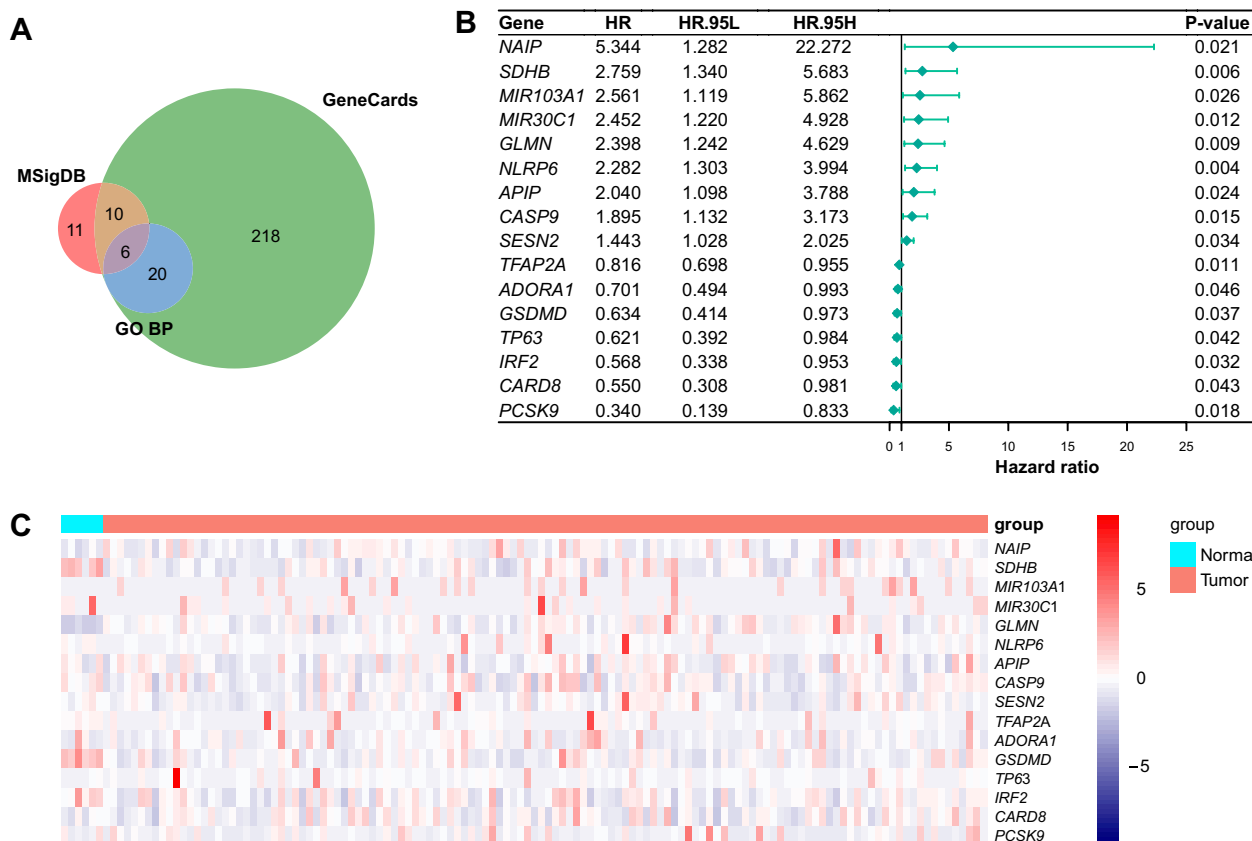 A
GeneCards
MSigDB
11
10
6
20
218
GO BP
B
Gene HR HR.95L HR.95H P-value
NAIP 5.344 1.282 22.272 0.021
SDHB 2.759 1.340 5.683 0.006
MIR103A1 2.561 1.119 5.862 0.026
MIR30C1 2.452 1.220 4.928 0.012
GLMN 2.398 1.242 4.629 0.009
NLRP6 2.282 1.303 3.994 0.004
APIP 2.040 1.098 3.788 0.024
CASP9 1.895 1.132 3.173 0.015
SESN2 1.443 1.028 2.025 0.034
TFAP2A 0.816 0.698 0.955 0.011
ADORA1 0.701 0.494 0.993 0.046
GSDMD 0.634 0.414 0.973 0.037
TP63 0.621 0.392 0.984 0.042
IRF2 0.568 0.338 0.953 0.032
CARD8 0.550 0.308 0.981 0.043
PCSK9 0.340 0.139 0.833 0.018
0 1 5 10 15 20 25
Hazard ratio
C
group
NAIP
SDHB
MIR103A1
MIR30C1
GLMN
NLRP6
APIP
CASP9
SESN2
TFAP2A
ADORA1
GSDMD
TP63
IRF2
CARD8
PCSK9
5
0
−5
group
Norma
Tumor